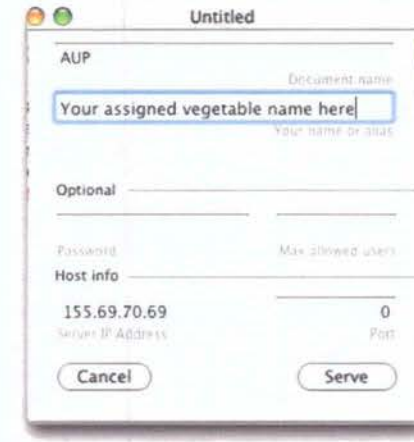 Untitled
AUP
Document name
Your assigned vegetable name here
Your name or alias
Optional
Password Max allowed users
Host info
155.69.70.69 0
Server IP Address Port
Cancel Serve